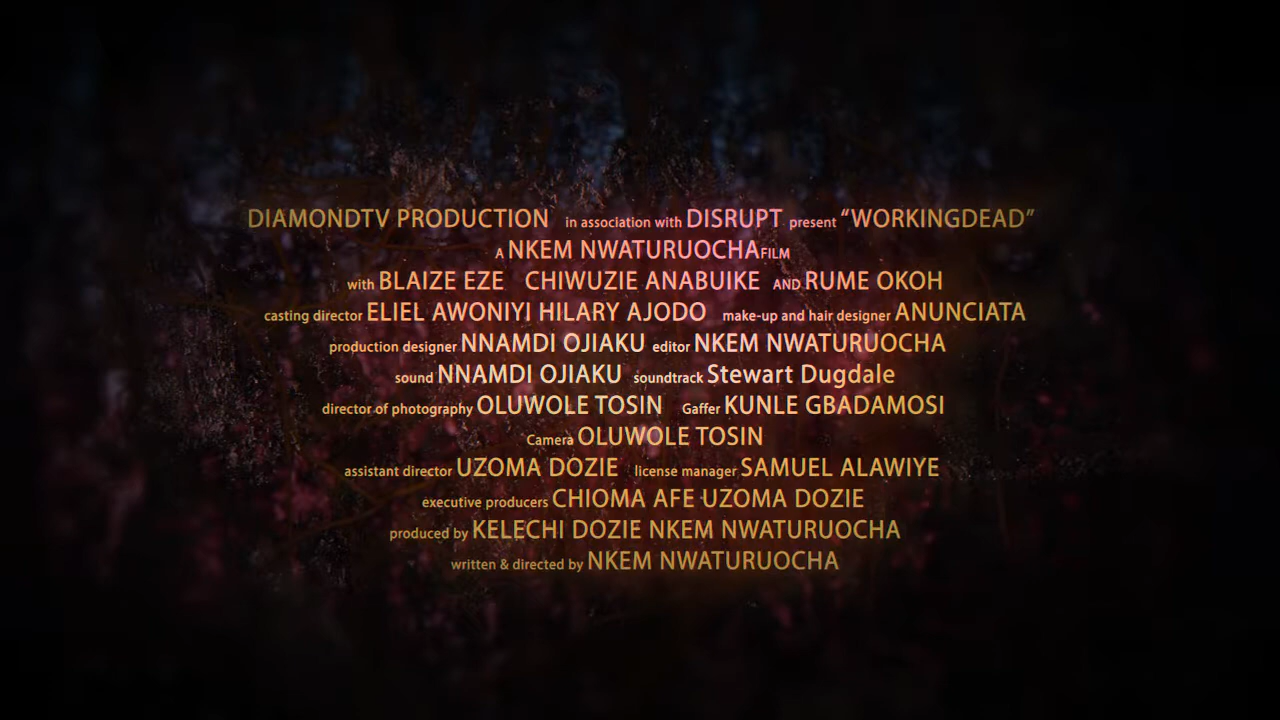 DIAMONDTV PRODUCTION in association with DISRUPT present “WORKINGDEAD”
A NKEM NWATURUOCHA FILM
with BLAIZE EZE CHIWUZIE ANABUIKE AND RUME OKOH
casting director ELIEL AWONIYI HILARY AJODO make-up and hair designer ANUNCIATA
production designer NNAMDI OJIAKU editor NKEM NWATURUOCHA
sound NNAMDI OJIAKU soundtrack Stewart Dugdale
director of photography OLUWOLE TOSIN Gaffer KUNLE GBADAMOSI
Camera OLUWOLE TOSIN
assistant director UZOMA DOZIE license manager SAMUEL ALAWIYE
executive producers CHIOMA AFE UZOMA DOZIE
produced by KELECHI DOZIE NKEM NWATURUOCHA
written & directed by NKEM NWATURUOCHA